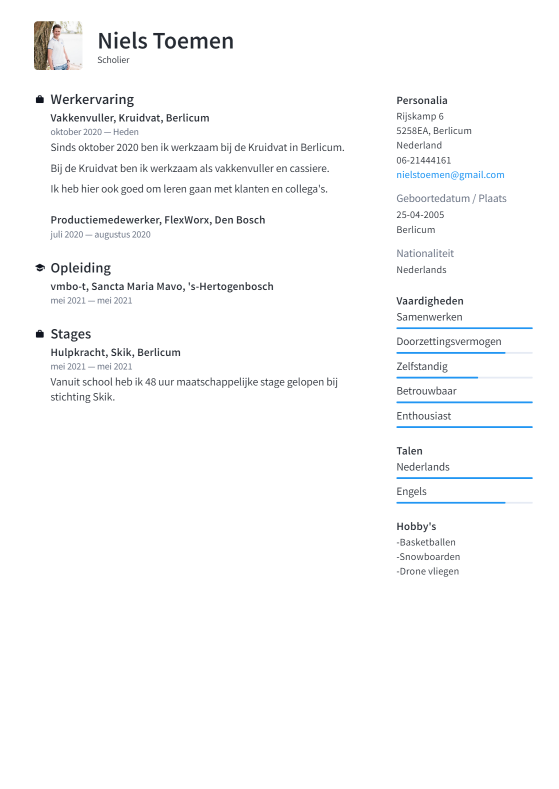 Niels Toemen
Scholier
Werkervaring
Vakkenvuller, Kruidvat, Berlicum
oktober 2020 — Heden
Sinds oktober 2020 ben ik werkzaam bij de Kruidvat in Berlicum.
Bij de Kruidvat ben ik werkzaam als vakkenvuller en cassiere.
Ik heb hier ook goed om leren gaan met klanten en collega's.
Productiemedewerker, FlexWorx, Den Bosch
juli 2020 — augustus 2020
Opleiding
vmbo-t, Sancta Maria Mavo, 's-Hertogenbosch
mei 2021 — mei 2021
Stages
Hulpkracht, Skik, Berlicum
mei 2021 — mei 2021
Vanuit school heb ik 48 uur maatschappelijke stage gelopen bij
stichting Skik.
Personalia
Rijskamp 6
5258EA, Berlicum
Nederland
06-21444161
nielstoemen@gmail.com
Geboortedatum / Plaats
25-04-2005
Berlicum
Nationaliteit
Nederlands
Vaardigheden
Samenwerken
Doorzettingsvermogen
Zelfstandig
Betrouwbaar
Enthousiast
Talen
Nederlands
Engels
Hobby's
-Basketballen
-Snowboarden
-Drone vliegen